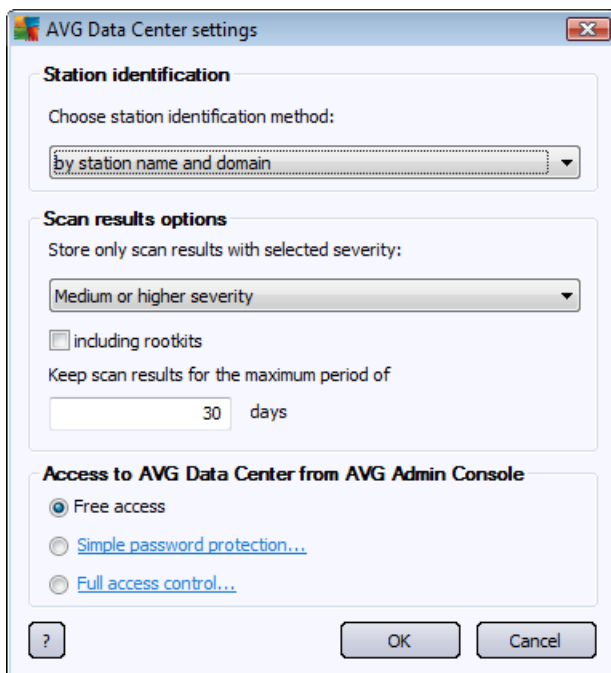 AVG Data Center settings
Station identification
Choose station identification method:
by station name and domain
Scan results options
Store only scan results with selected severity:
Medium or higher severity
including rootkits
Keep scan results for the maximum period of
30 days
Access to AVG Data Center from AVG Admin Console
Free access
Simple password protection...
Full access control...
? OK Cancel